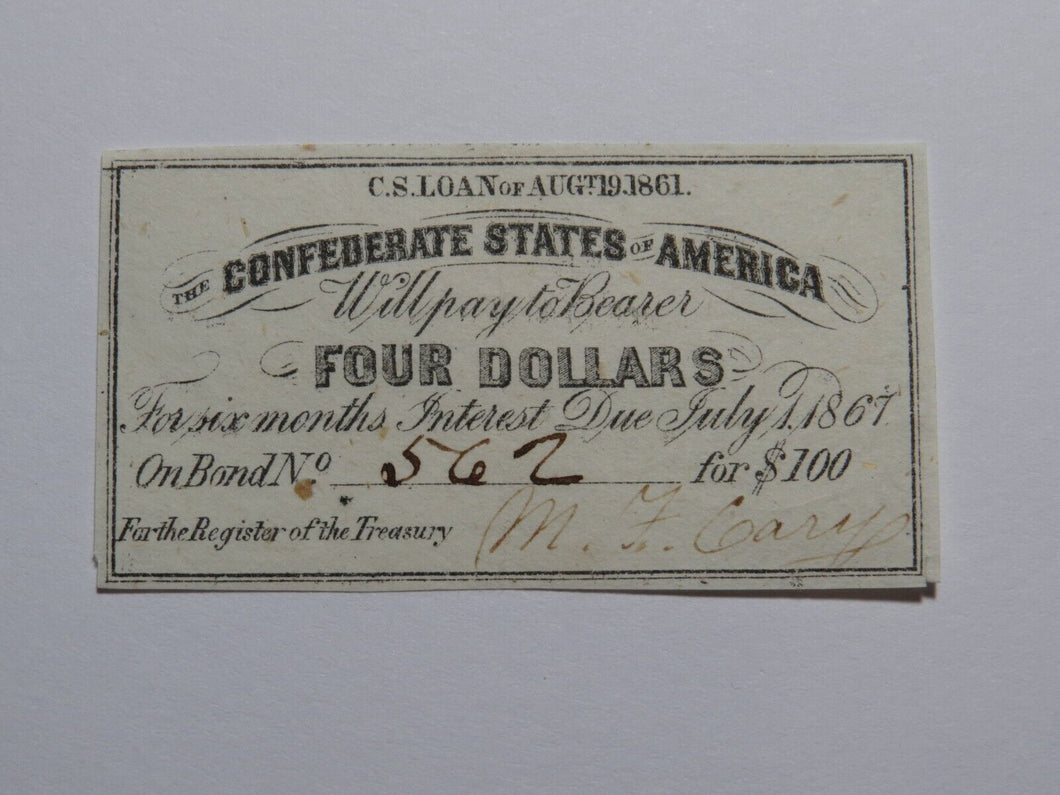 C.S. LOAN OF AUGT. 19. 1861.
THE CONFEDERATE STATES OF AMERICA
Will pay to Bearer
FOUR DOLLARS
For six months Interest Due July 1, 1867
On Bond No. 562 for $100
For the Register of the Treasury M. F. Cary